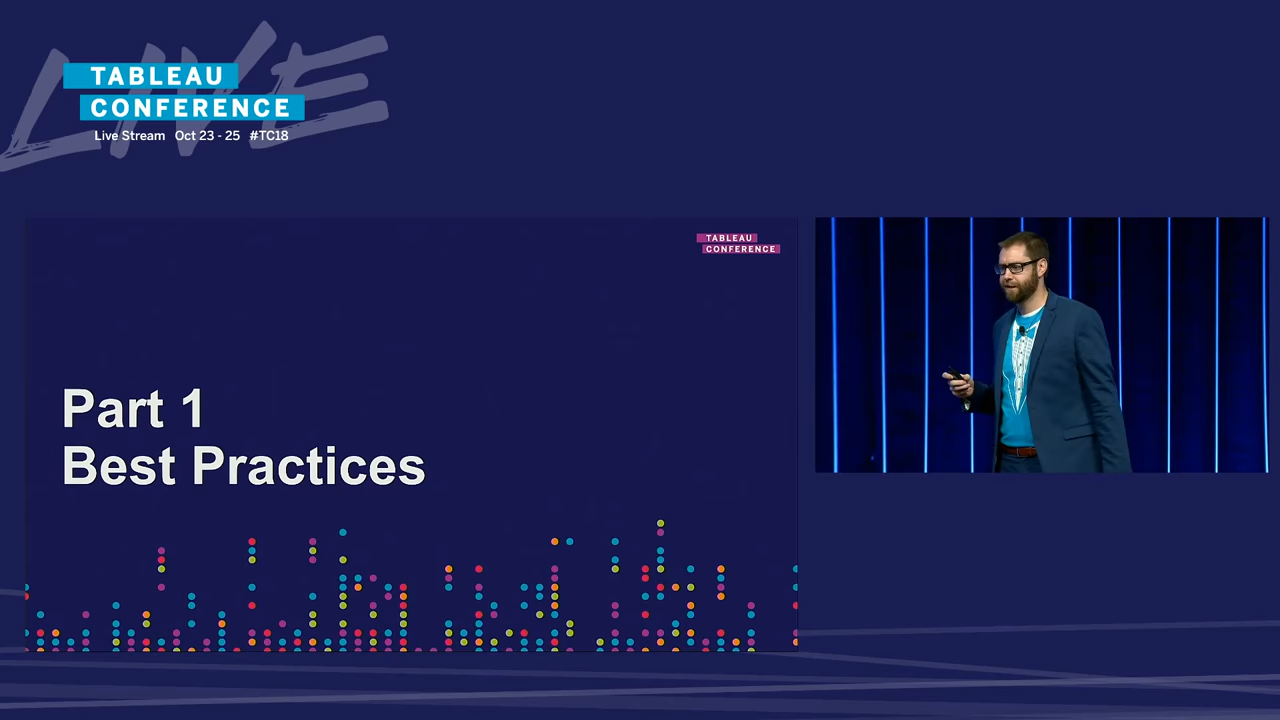 LIVE
TABLEAU
CONFERENCE
Live Stream Oct 23 - 25 #TC18
TABLEAU
CONFERENCE
Part 1
Best Practices